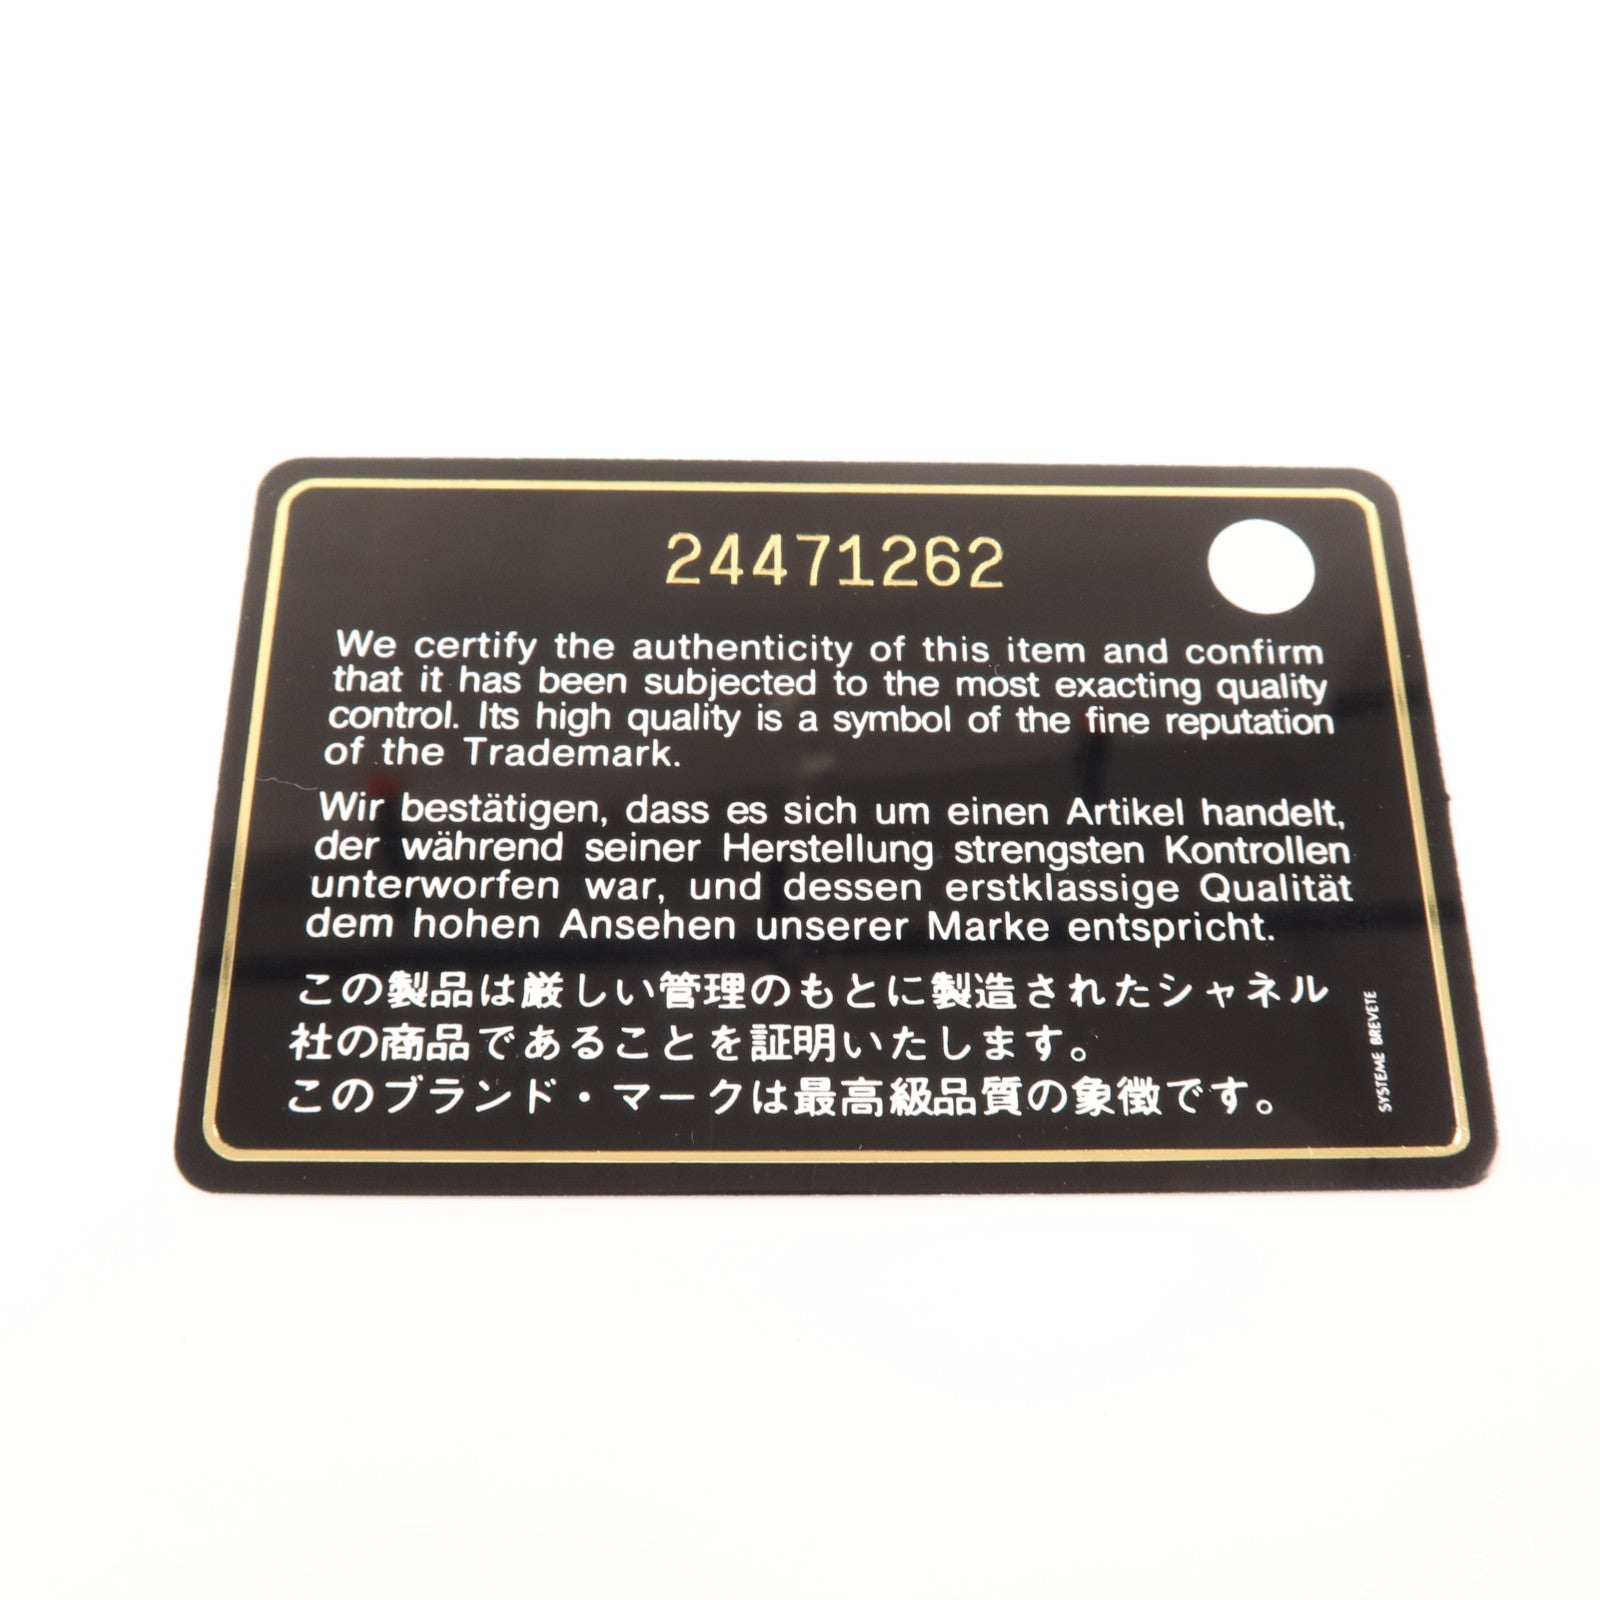 24471262
We certify the authenticity of this item and confirm
that it has been subjected to the most exacting quality
control. Its high quality is a symbol of the fine reputation
of the Trademark.
Wir bestätigen, dass es sich um einen Artikel handelt,
der während seiner Herstellung strengsten Kontrollen
unterworfen war, und dessen erstklassige Qualität
dem hohen Ansehen unserer Marke entspricht.
この製品は厳しい管理のもとに製造されたシャネル
社の商品であることを証明いたします。
このブランド・マークは最高級品質の象徴です。
SYSTEME BREVETE